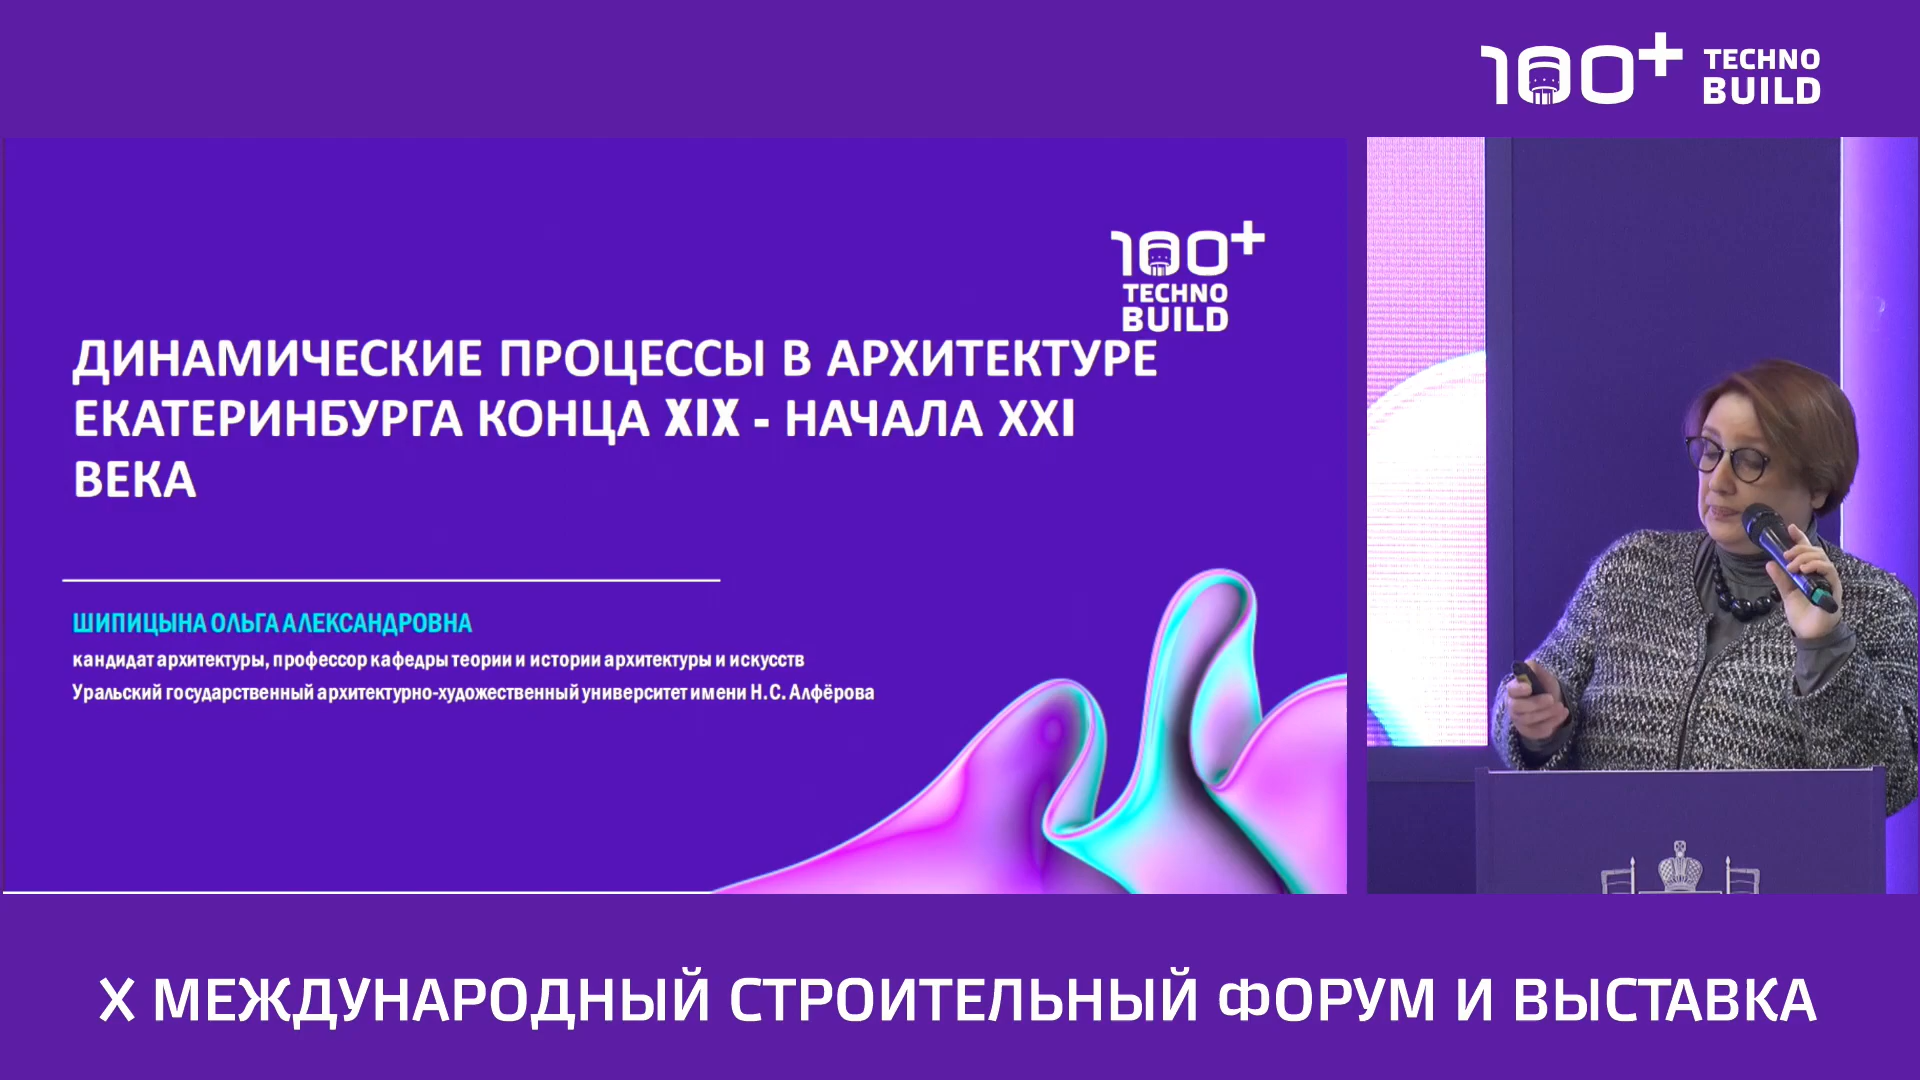 100+ TECHNO
BUILD
100+
TECHNO
BUILD
ДИНАМИЧЕСКИЕ ПРОЦЕССЫ В АРХИТЕКТУРЕ
ЕКАТЕРИНБУРГА КОНЦА XIX - НАЧАЛА XXI
ВЕКА
ШИПИЦЫНА ОЛЬГА АЛЕКСАНДРОВНА
кандидат архитектуры, профессор кафедры теории и истории архитектуры и искусств
Уральский государственный архитектурно-художественный университет имени Н.С. Алфёрова
X МЕЖДУНАРОДНЫЙ СТРОИТЕЛЬНЫЙ ФОРУМ И ВЫСТАВКА